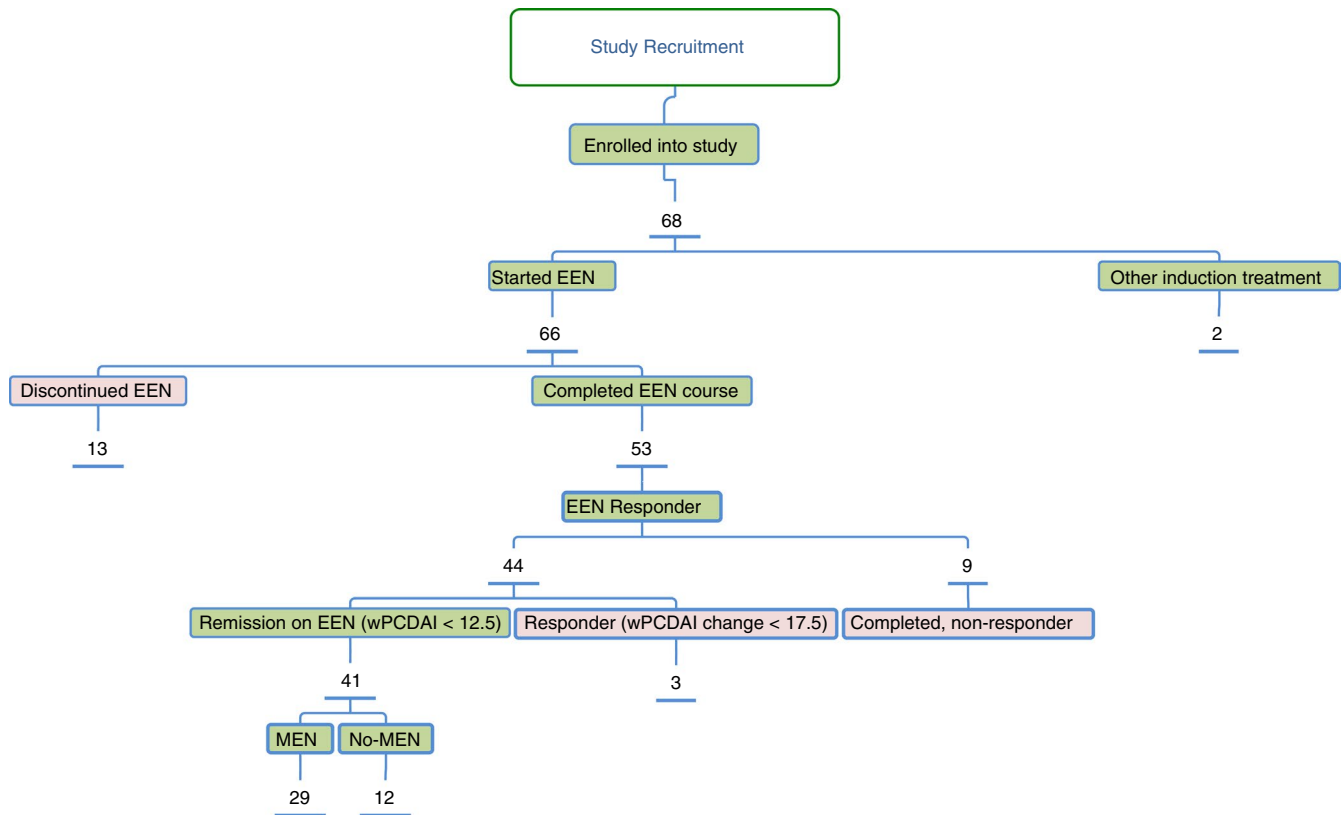 Study Recruitment
Enrolled into study
68
Started EEN
Other induction treatment
66
2
Discontinued EEN
Completed EEN course
13
53
EEN Responder
44
9
Remission on EEN (wPCDAI < 12.5)
Responder (wPCDAI change < 17.5)
Completed, non-responder
41
3
MEN
No-MEN
29
12